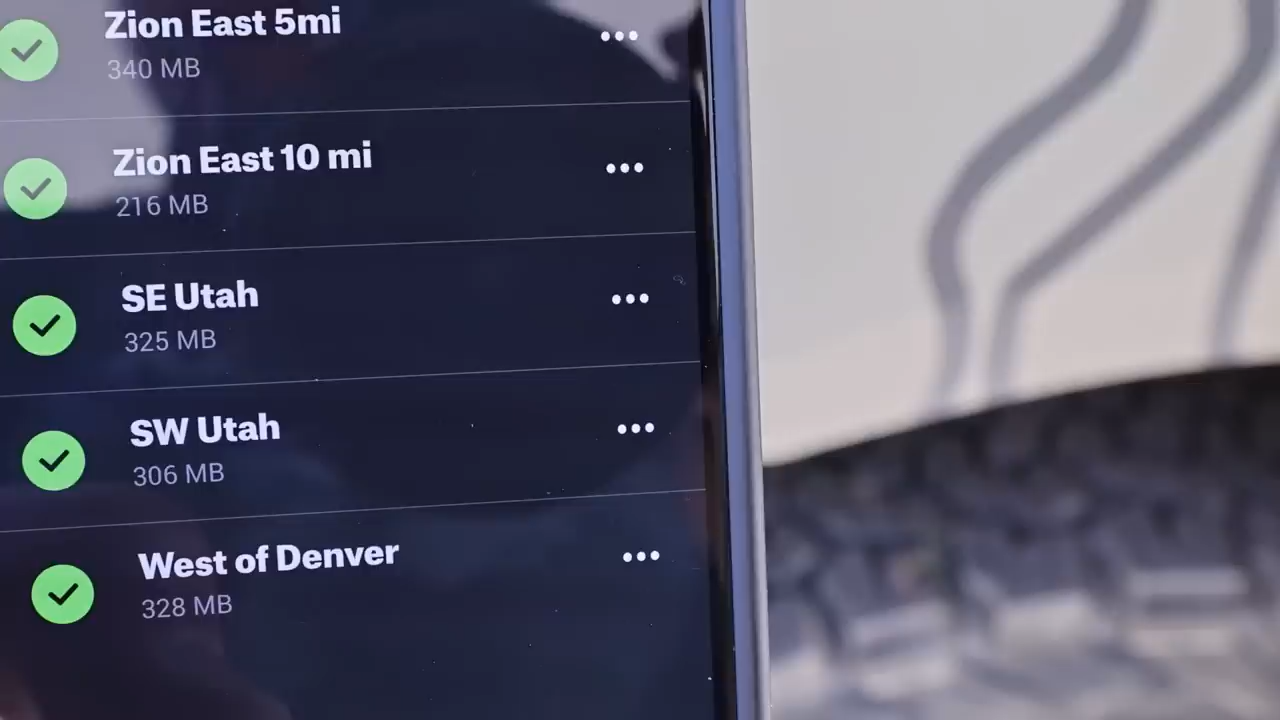 Zion East 5mi
340 MB
Zion East 10 mi
216 MB
SE Utah
325 MB
SW Utah
306 MB
West of Denver
328 MB